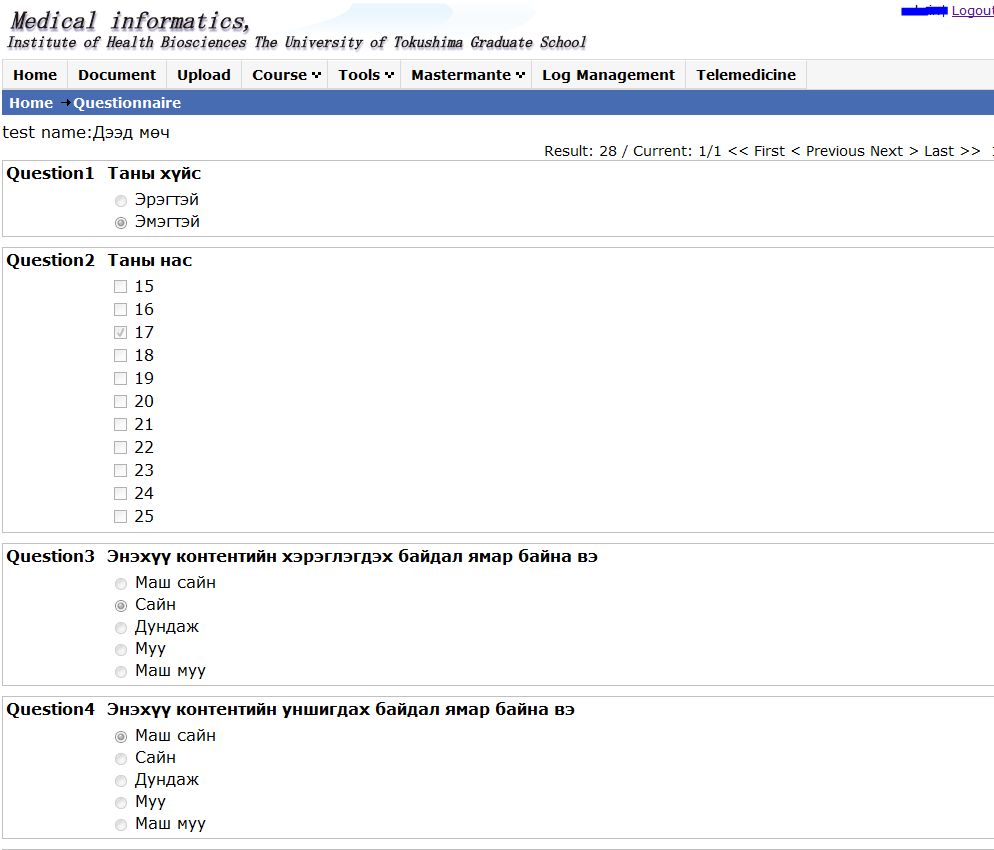 Medical informatics,
Institute of Health Biosciences The University of Tokushima Graduate School
Logout
Home Document Upload Course Tools Mastermante Log Management Telemedicine
Home Questionnaire
test name:Дээд мөч
Result: 28 / Current: 1/1 << First < Previous Next > Last >>
Question1 Таны хүйс
Эрэгтэй
Эмэгтэй
Question2 Таны нас
15
16
17
18
19
20
21
22
23
24
25
Question3 Энэхүү контентийн хэрэглэгдэх байдал ямар байна вэ
Маш сайн
Сайн
Дундаж
Муу
Маш муу
Question4 Энэхүү контентийн уншигдах байдал ямар байна вэ
Маш сайн
Сайн
Дундаж
Муу
Маш муу